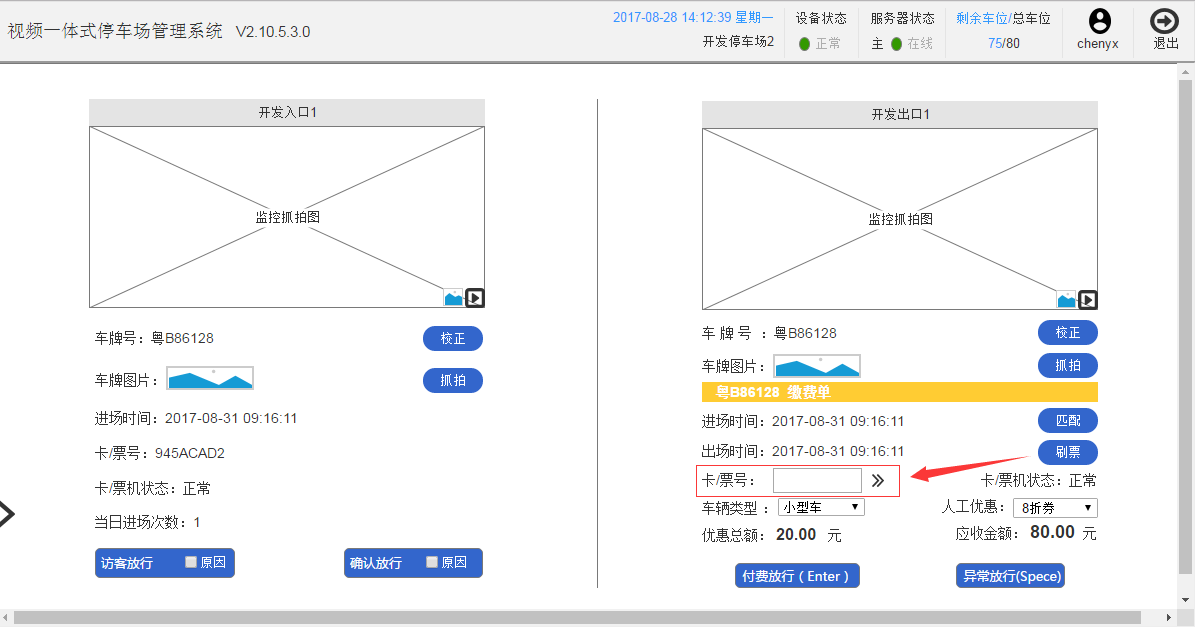 视频一体式停车场管理系统 V2.10.5.3.0
2017-08-28 14:12:39 星期一
开发停车场2
设备状态
正常
服务器状态
主 在线
剩余车位/总车位
75/80
chenyx
退出
开发入口1
监控抓拍图
车牌号：粤B86128
校正
车牌图片：
抓拍
进场时间：2017-08-31 09:16:11
卡/票号：945ACAD2
卡/票机状态：正常
当日进场次数：1
访客放行 原因
确认放行 原因
开发出口1
监控抓拍图
车 牌 号 ：粤B86128
校正
车牌图片：
抓拍
粤B86128 缴费单
进场时间：2017-08-31 09:16:11
匹配
出场时间：2017-08-31 09:16:11
刷票
卡/票号：
卡/票机状态：正常
车辆类型 ： 小型车
人工优惠： 8折券
优惠总额： 20.00 元
应收金额： 80.00 元
付费放行（Enter）
异常放行(Spece)